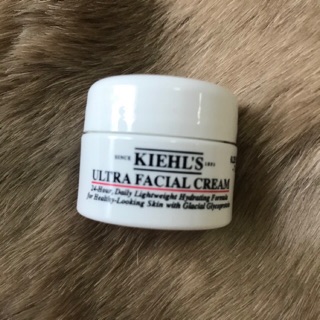 SINCE KIEHL'S 1851
ULTRA FACIAL CREAM
24-Hour, Daily Lightweight Hydrating Formula
for Healthy-Looking Skin with Glacial Glycoprotein